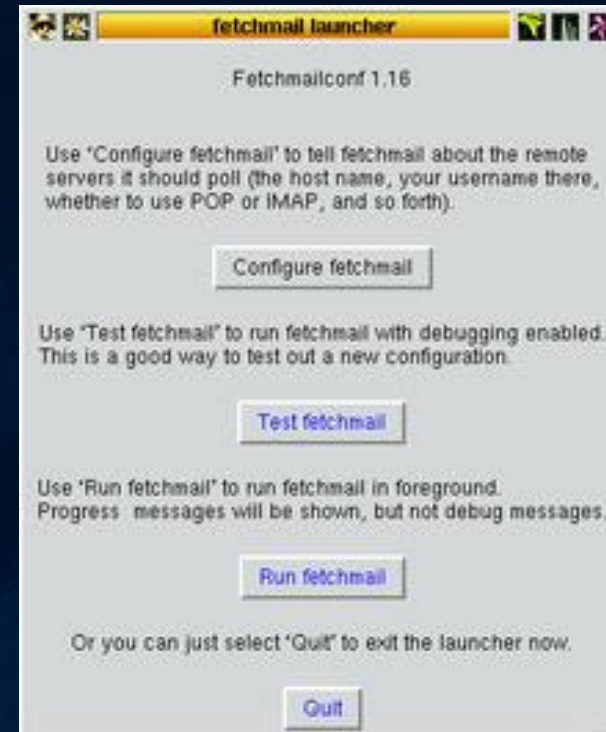 fetchmail launcher
Fetchmailconf 1.16
Use 'Configure fetchmail' to tell fetchmail about the remote
servers it should poll (the host name, your username there,
whether to use POP or IMAP, and so forth).
Configure fetchmail
Use 'Test fetchmail' to run fetchmail with debugging enabled.
This is a good way to test out a new configuration.
Test fetchmail
Use 'Run fetchmail' to run fetchmail in foreground.
Progress  messages will be shown, but not debug messages.
Run fetchmail
Or you can just select 'Quit' to exit the launcher now.
Quit